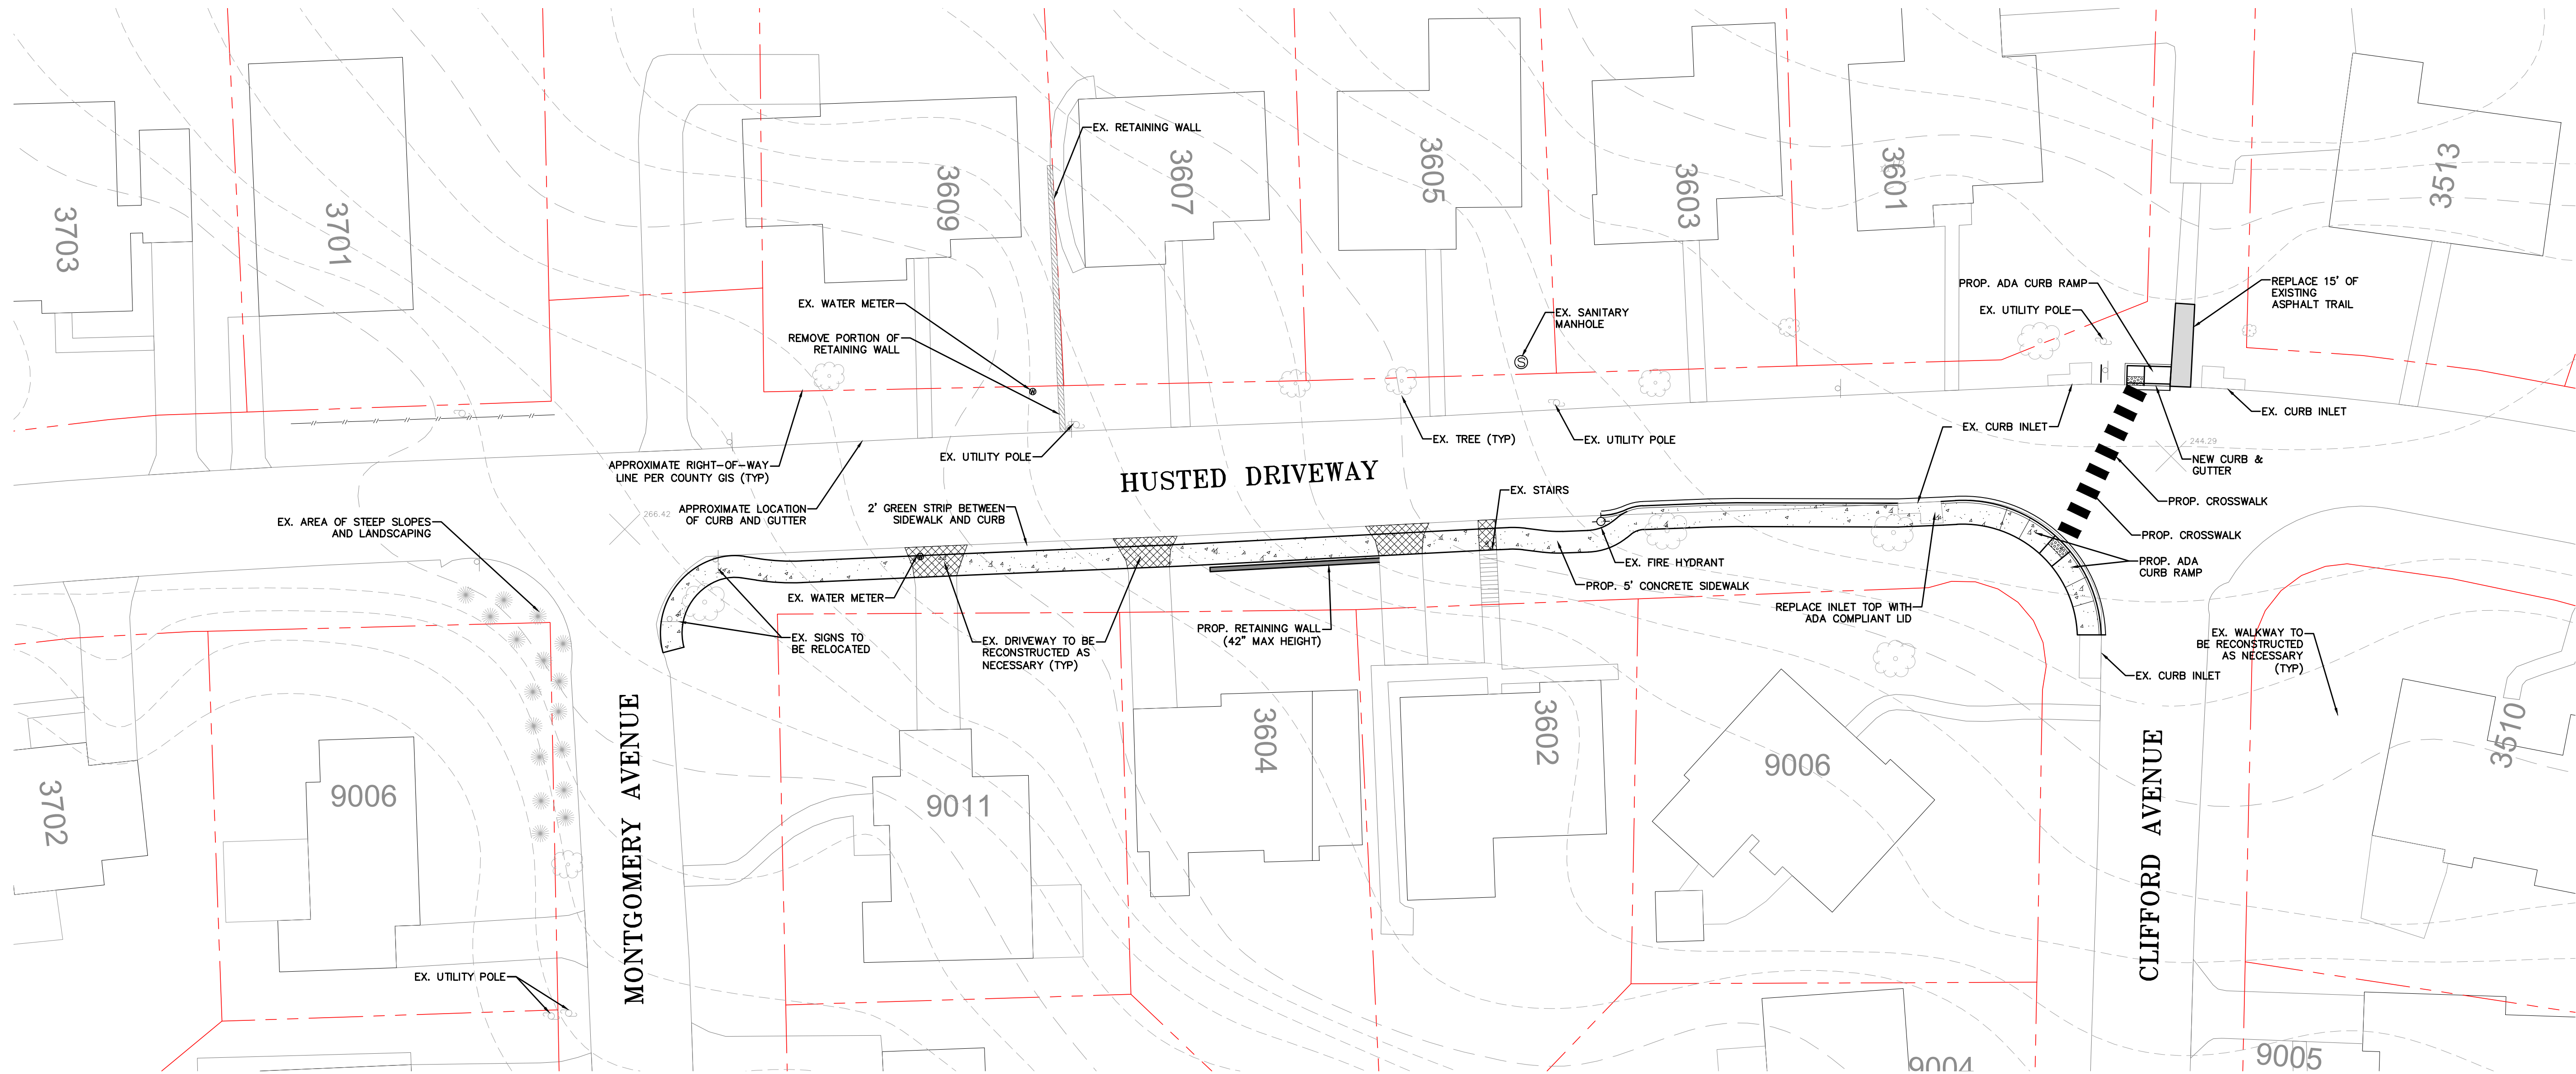 EX. RETAINING WALL
3703
3701
3609
3607
3605
3603
3601
3513
EX. WATER METER
REMOVE PORTION OF
RETAINING WALL
EX. SANITARY
MANHOLE
S
PROP. ADA CURB RAMP
EX. UTILITY POLE
REPLACE 15' OF
EXISTING
ASPHALT TRAIL
APPROXIMATE RIGHT-OF-WAY
LINE PER COUNTY GIS (TYP)
EX. UTILITY POLE
EX. TREE (TYP)
EX. UTILITY POLE
EX. CURB INLET
EX. CURB INLET
244.29
NEW CURB &
GUTTER
HUSTED DRIVEWAY
PROP. CROSSWALK
PROP. CROSSWALK
PROP. ADA
CURB RAMP
EX. STAIRS
266.42
APPROXIMATE LOCATION
OF CURB AND GUTTER
2' GREEN STRIP BETWEEN
SIDEWALK AND CURB
EX. AREA OF STEEP SLOPES
AND LANDSCAPING
EX. WATER METER
EX. SIGNS TO
BE RELOCATED
EX. DRIVEWAY TO BE
RECONSTRUCTED AS
NECESSARY (TYP)
PROP. RETAINING WALL
(42" MAX HEIGHT)
EX. FIRE HYDRANT
PROP. 5' CONCRETE SIDEWALK
REPLACE INLET TOP WITH
ADA COMPLIANT LID
EX. WALKWAY TO
BE RECONSTRUCTED
AS NECESSARY
(TYP)
EX. CURB INLET
3702
9006
MONTGOMERY AVENUE
9011
3604
3602
9006
CLIFFORD AVENUE
3510
EX. UTILITY POLE
9004
9005